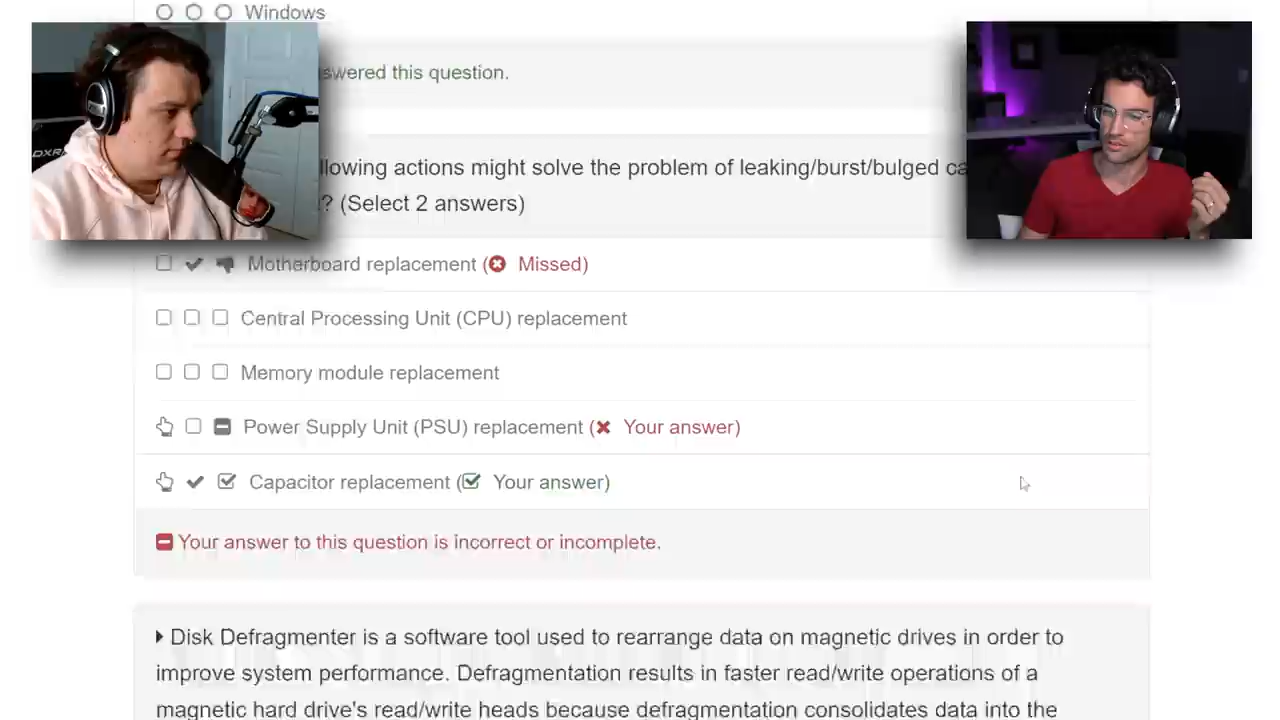 Windows
swered this question.
llowing actions might solve the problem of leaking/burst/bulged ca
? (Select 2 answers)
DXRA
Motherboard replacement ( Missed)
Central Processing Unit (CPU) replacement
Memory module replacement
Power Supply Unit (PSU) replacement (✖ Your answer)
Capacitor replacement (☑ Your answer)
Your answer to this question is incorrect or incomplete.
Disk Defragmenter is a software tool used to rearrange data on magnetic drives in order to
improve system performance. Defragmentation results in faster read/write operations of a
magnetic hard drive's read/write heads because defragmentation consolidates data into the